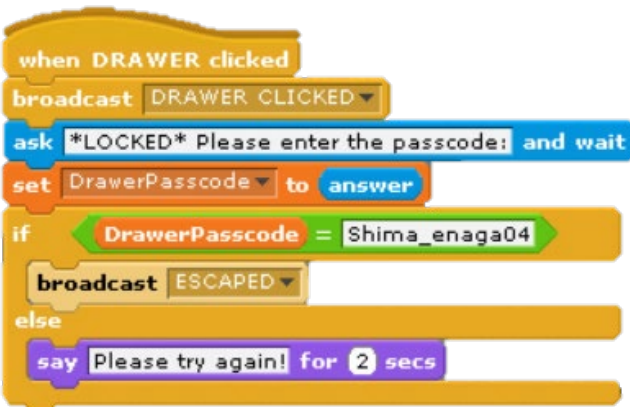 when DRAWER clicked
broadcast DRAWER CLICKED
ask *LOCKED* Please enter the passcode: and wait
set DrawerPasscode to answer
if DrawerPasscode = Shima_enaga04
broadcast ESCAPED
else
say Please try again! for 2 secs